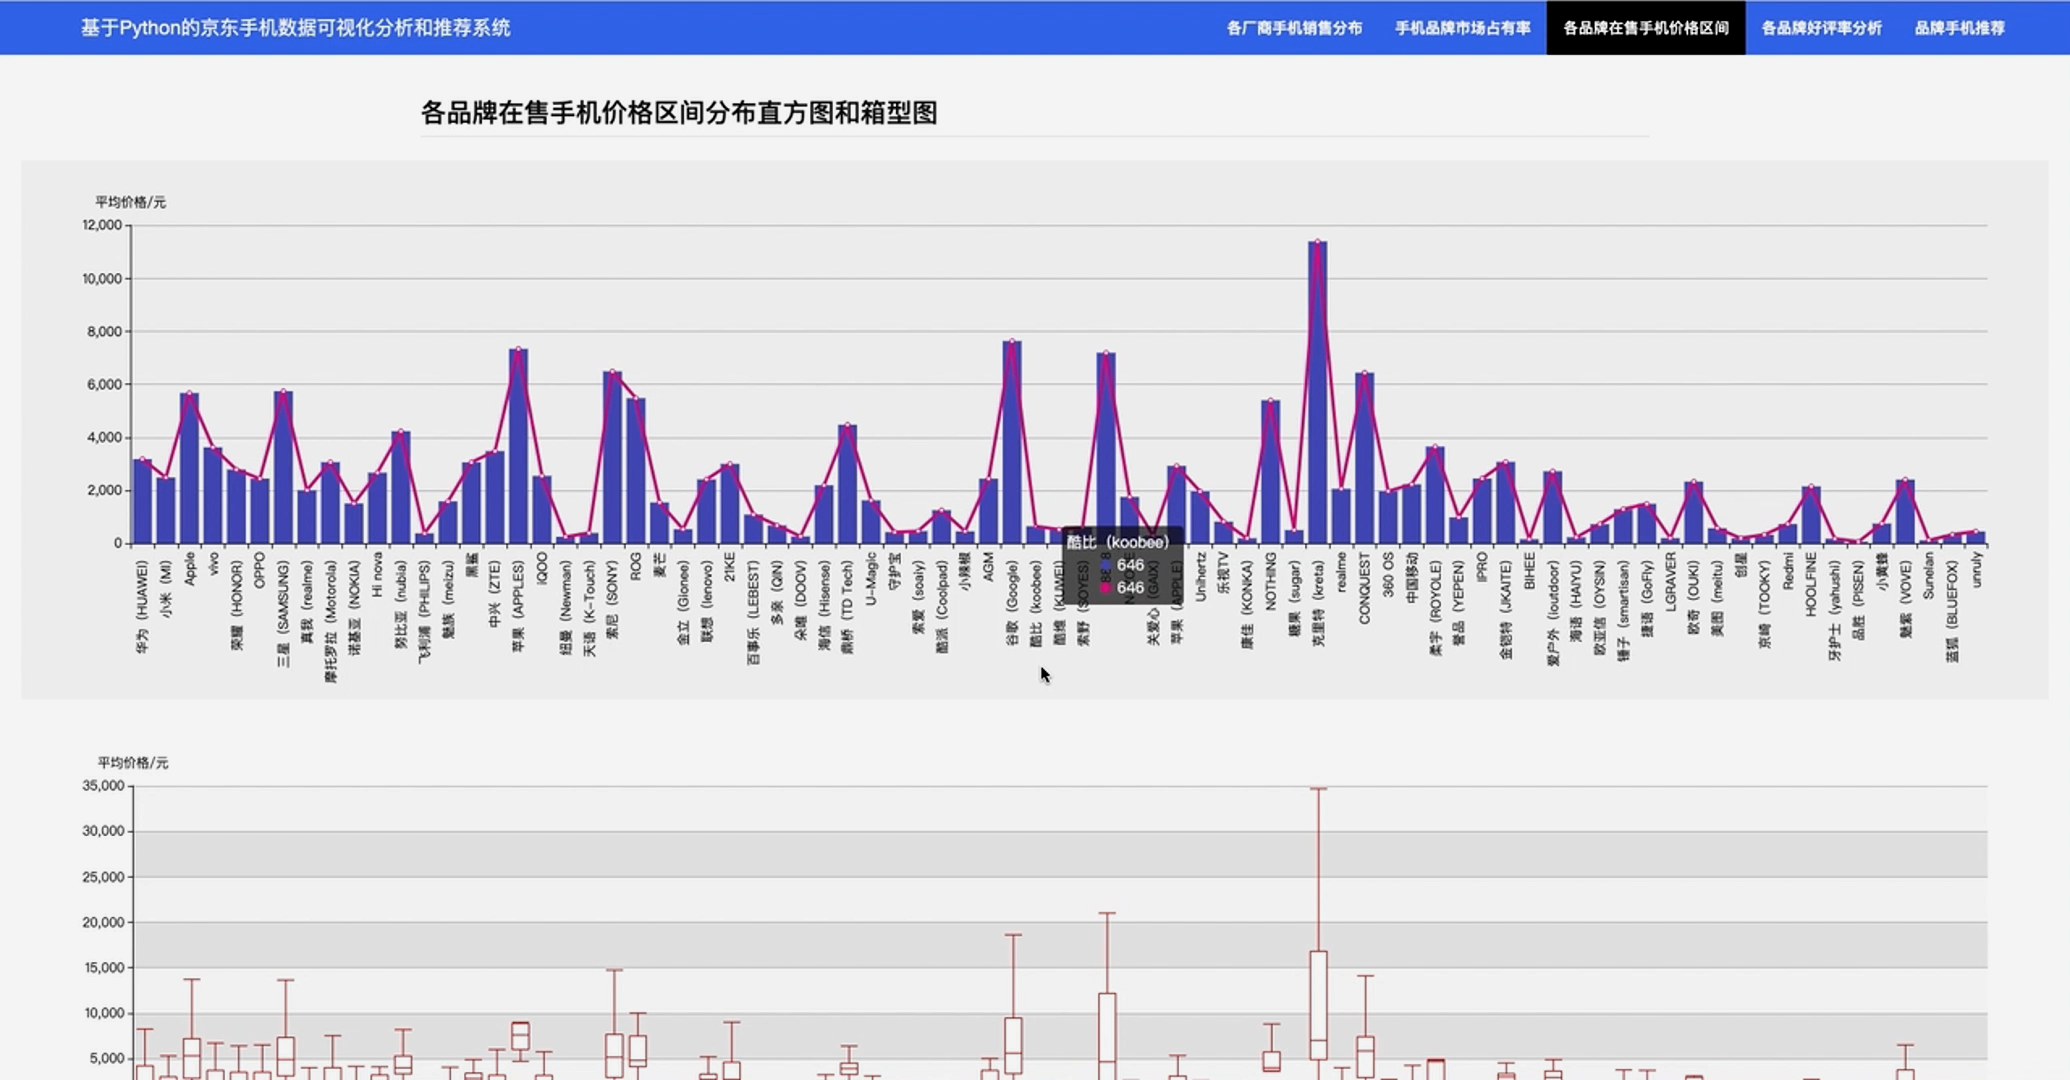 基于Python的京东手机数据可视化分析和推荐系统
各厂商手机销售分布
手机品牌市场占有率
各品牌在售手机价格区间
各品牌好评率分析
品牌手机推荐
各品牌在售手机价格区间分布直方图和箱型图
平均价格/元
12,000
10,000
8,000
6,000
4,000
2,000
0
华为（HUAWEI）
小米（MI）
Apple
vivo
荣耀（HONOR）
OPPO
三星（SAMSUNG）
真我（realme）
摩托罗拉（Motorola）
诺基亚（NOKIA）
Hi nova
努比亚（nubia）
飞利浦（PHILIPS）
魅族（meizu）
黑鲨
中兴（ZTE）
苹果（APPLES）
iQOO
纽曼（Newman）
天语（K-Touch）
索尼（SONY）
ROG
麦芒
金立（Gionee）
联想（lenovo）
21KE
百事乐（LEBEST）
多亲（QIN）
朵唯（DOOV）
海信（Hisense）
鼎桥（TD Tech）
U-Magic
守护宝
索爱（soaiy）
酷派（Coolpad）
小辣椒
AGM
谷歌（Google）
酷比（koobee）
酷维（KUWEI）
索野（SOYES）
关爱心（GAIX）
苹果（APPLE）
Unihertz
乐视TV
康佳（KONKA）
NOTHING
糖果（sugar）
克里特（kreta）
realme
CONQUEST
360 OS
中国移动
柔宇（ROYOLE）
誉品（YEPEN）
IPRO
金铠特（JKAITE）
BIHEE
爱户外（ioutdoor）
海语（HAIYU）
欧亚信（OYSIN）
锤子（smartisan）
捷语（GoFly）
LGRAVER
欧奇（OUKI）
美图（meitu）
创星
京崎（TOOKY）
Redmi
HOOLFINE
牙护士（yahushi）
品胜（PISEN）
小黄蜂
魅紫（VOVE）
Sunelan
蓝狐（BLUEFOX）
unruly
酷比（koobee）
646
646
平均价格/元
35,000
30,000
25,000
20,000
15,000
10,000
5,000